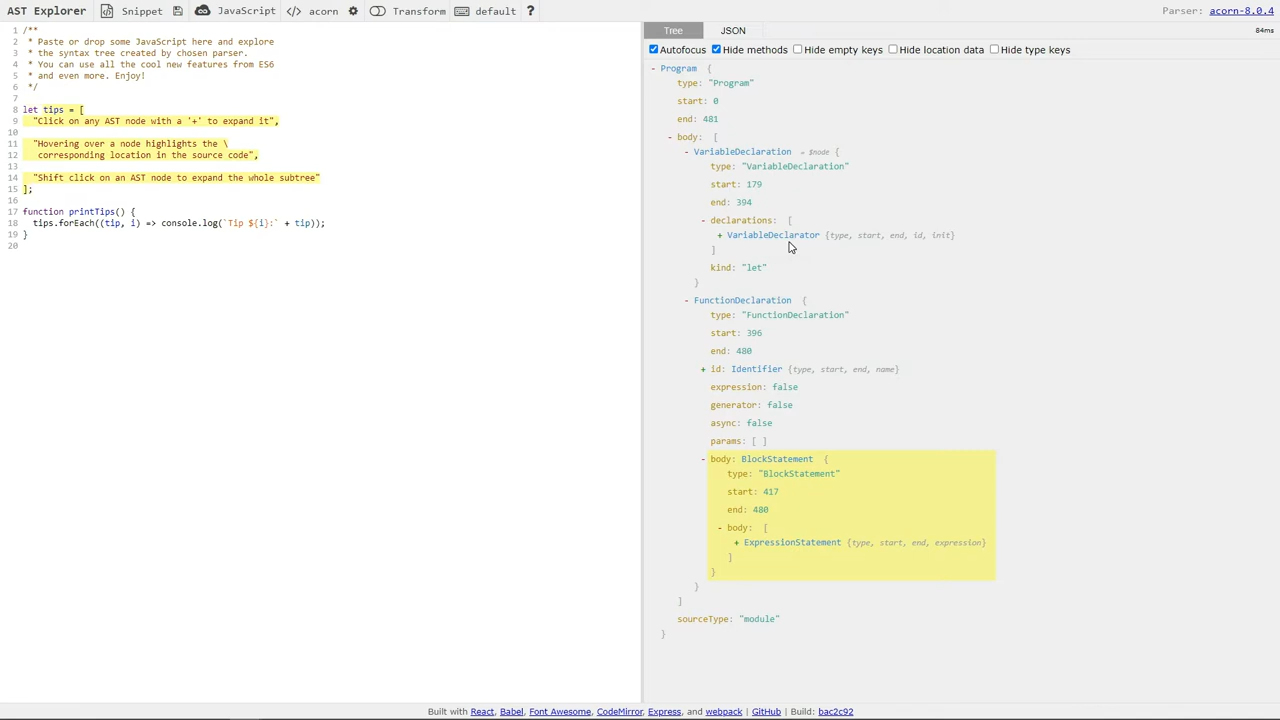 AST Explorer Snippet JavaScript </> acorn Transform default ? Parser: acorn-8.0.4
Tree JSON 84ms
Autofocus Hide methods Hide empty keys Hide location data Hide type keys
1 /**
2  * Paste or drop some JavaScript here and explore
3  * the syntax tree created by chosen parser.
4  * You can use all the cool new features from ES6
5  * and even more. Enjoy!
6  */
7
8 let tips = [
9   "Click on any AST node with a '+' to expand it",
10
11   "Hovering over a node highlights the \
12    corresponding location in the source code",
13
14   "Shift click on an AST node to expand the whole subtree"
15 ];
16
17 function printTips() {
18   tips.forEach((tip, i) => console.log(`Tip ${i}:` + tip));
19 }
20
- Program {
type: "Program"
start: 0
end: 481
- body: [
- VariableDeclaration = $node {
type: "VariableDeclaration"
start: 179
end: 394
- declarations: [
+ VariableDeclarator {type, start, end, id, init}
]
kind: "let"
}
- FunctionDeclaration {
type: "FunctionDeclaration"
start: 396
end: 480
+ id: Identifier {type, start, end, name}
expression: false
generator: false
async: false
params: [ ]
- body: BlockStatement {
type: "BlockStatement"
start: 417
end: 480
- body: [
+ ExpressionStatement {type, start, end, expression}
]
}
}
]
sourceType: "module"
}
Built with React, Babel, Font Awesome, CodeMirror, Express, and webpack | GitHub | Build: bac2c92